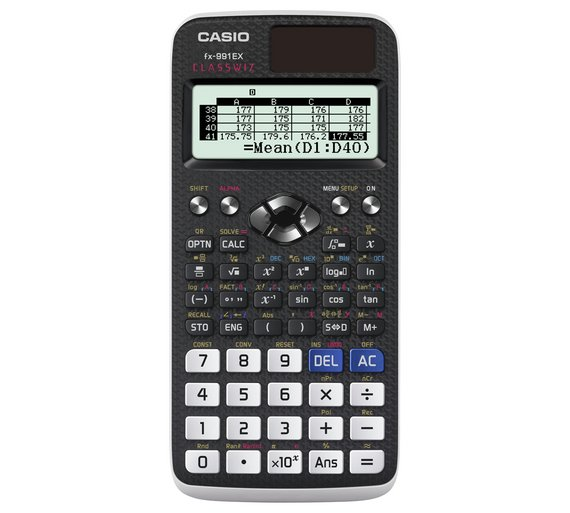 CASIO
fx-991EX
CLASSWIZ
D
A B C D
38 177 179 176 176
39 177 175 171 182
40 173 175 175 177
41 175.75 179.6 176.2 177.55
=Mean(D1:D40)
SHIFT ALPHA MENU SETUP ON
QR SOLVE =
OPTN CALC x
DEC HEX BIN OCT
x² log ln
log FACT x! sin⁻¹ cos⁻¹ tan⁻¹
(−) x⁻¹ sin cos tan
RECALL Abs M− M
STO ENG ( ) S⇔D M+
CONST CONV RESET INS UNDO OFF
7 8 9 DEL AC
nPr nCr
4 5 6 × ÷
Pol Rec
1 2 3 + −
Rnd Ran# RanInt π e % ≈
0 • ×10ˣ Ans =